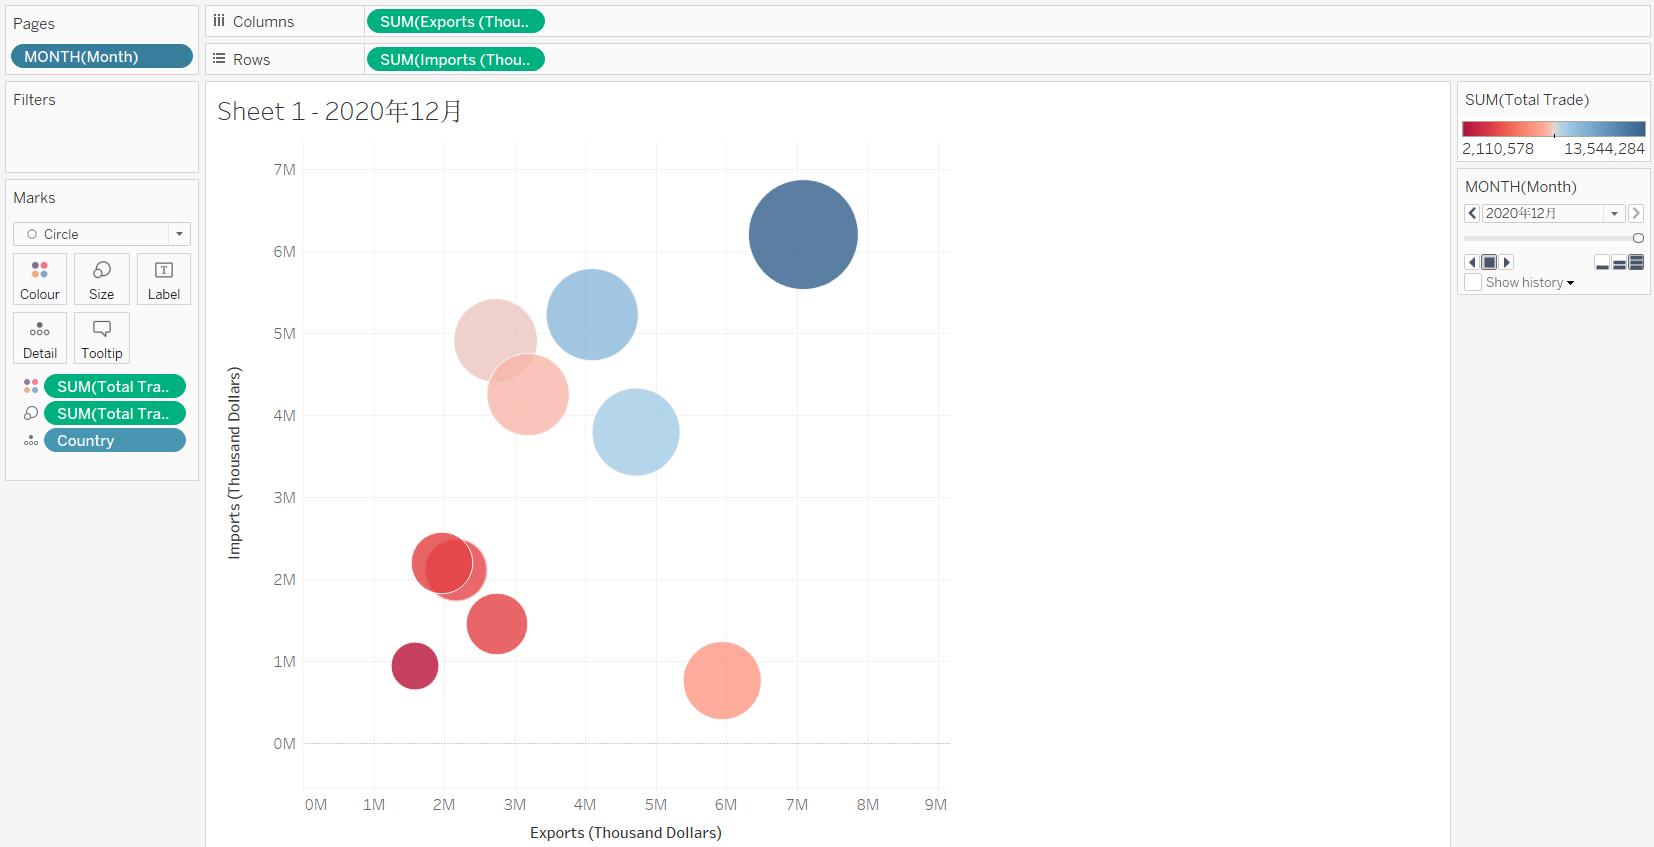 Pages
MONTH(Month)
Columns
SUM(Exports (Thou..
Rows
SUM(Imports (Thou..
Filters
Marks
Circle
Colour
Size
Label
Detail
Tooltip
SUM(Total Tra..
SUM(Total Tra..
Country
Sheet 1 - 2020年12月
7M
6M
5M
4M
3M
2M
1M
0M
Imports (Thousand Dollars)
0M 1M 2M 3M 4M 5M 6M 7M 8M 9M
Exports (Thousand Dollars)
SUM(Total Trade)
2,110,578 13,544,284
MONTH(Month)
2020年12月
Show history